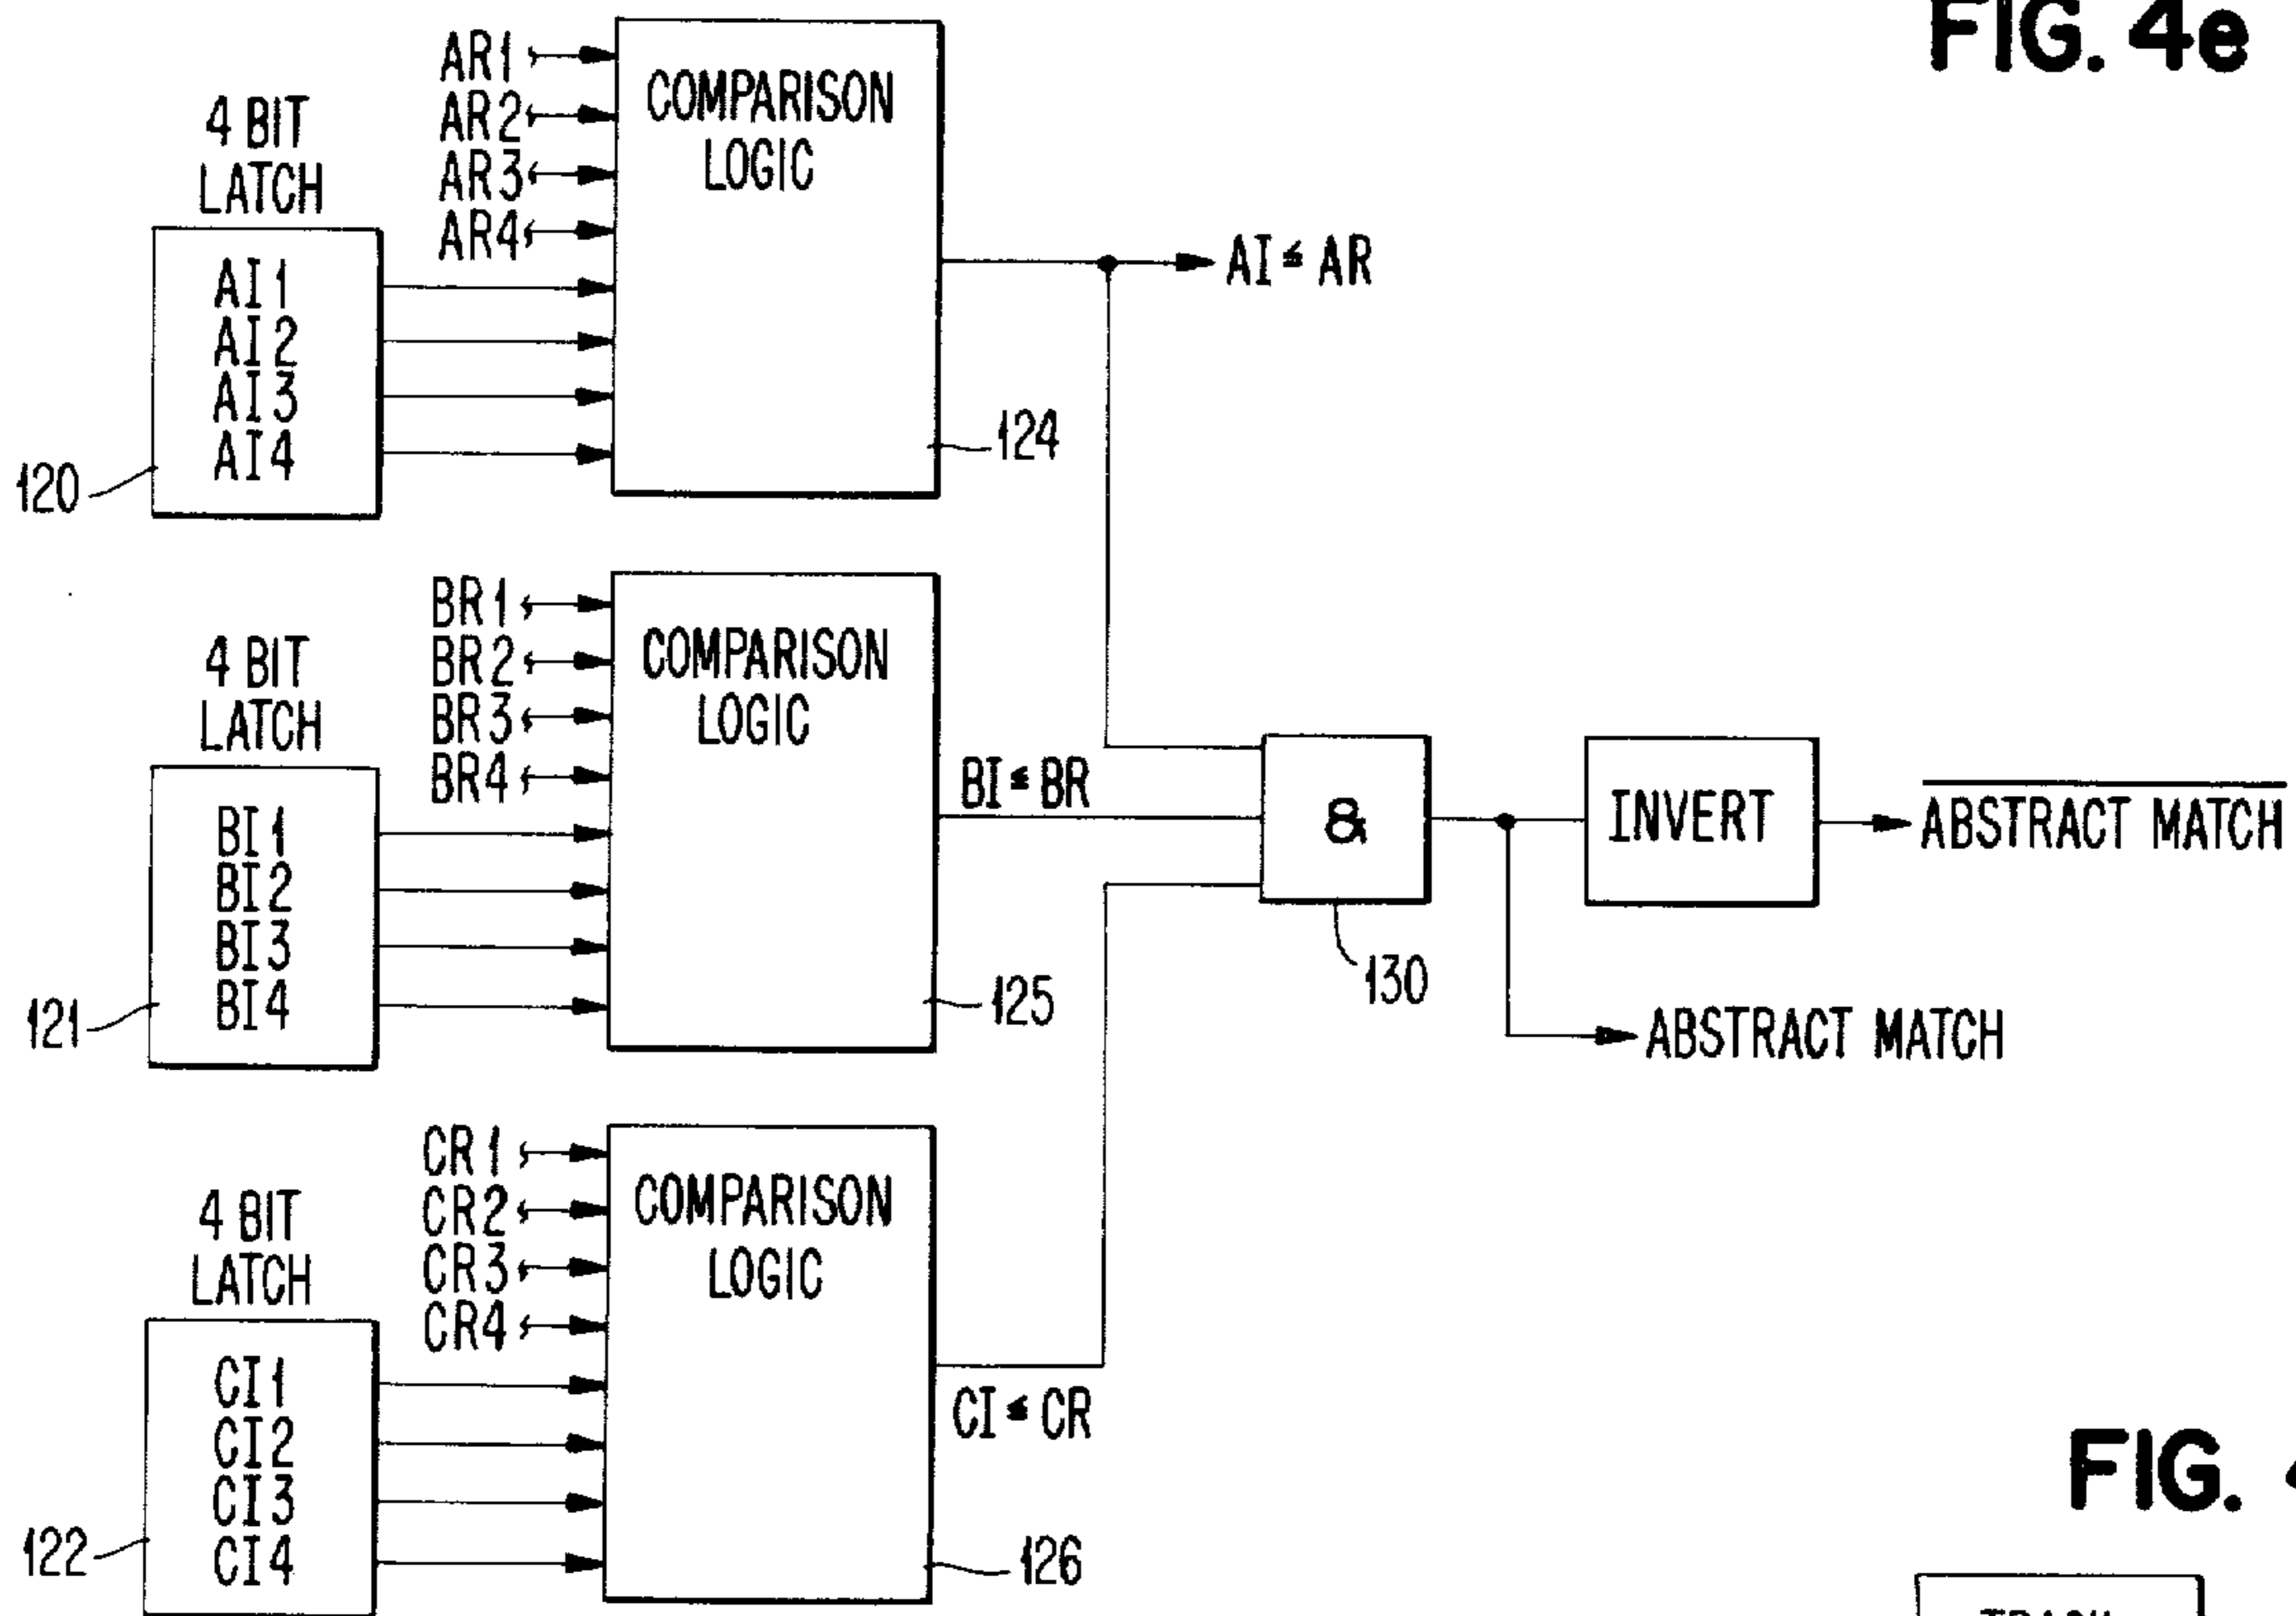 FIG. 4e
4 BIT
LATCH
AR1
AR2
AR3
AR4
COMPARISON
LOGIC
AI1
AI2
AI3
AI4
120
124
AI ≤ AR
4 BIT
LATCH
BR1
BR2
BR3
BR4
COMPARISON
LOGIC
BI1
BI2
BI3
BI4
121
125
BI ≤ BR
&
130
INVERT
ABSTRACT MATCH
ABSTRACT MATCH
4 BIT
LATCH
CR1
CR2
CR3
CR4
COMPARISON
LOGIC
CI1
CI2
CI3
CI4
122
126
CI ≤ CR
FIG.